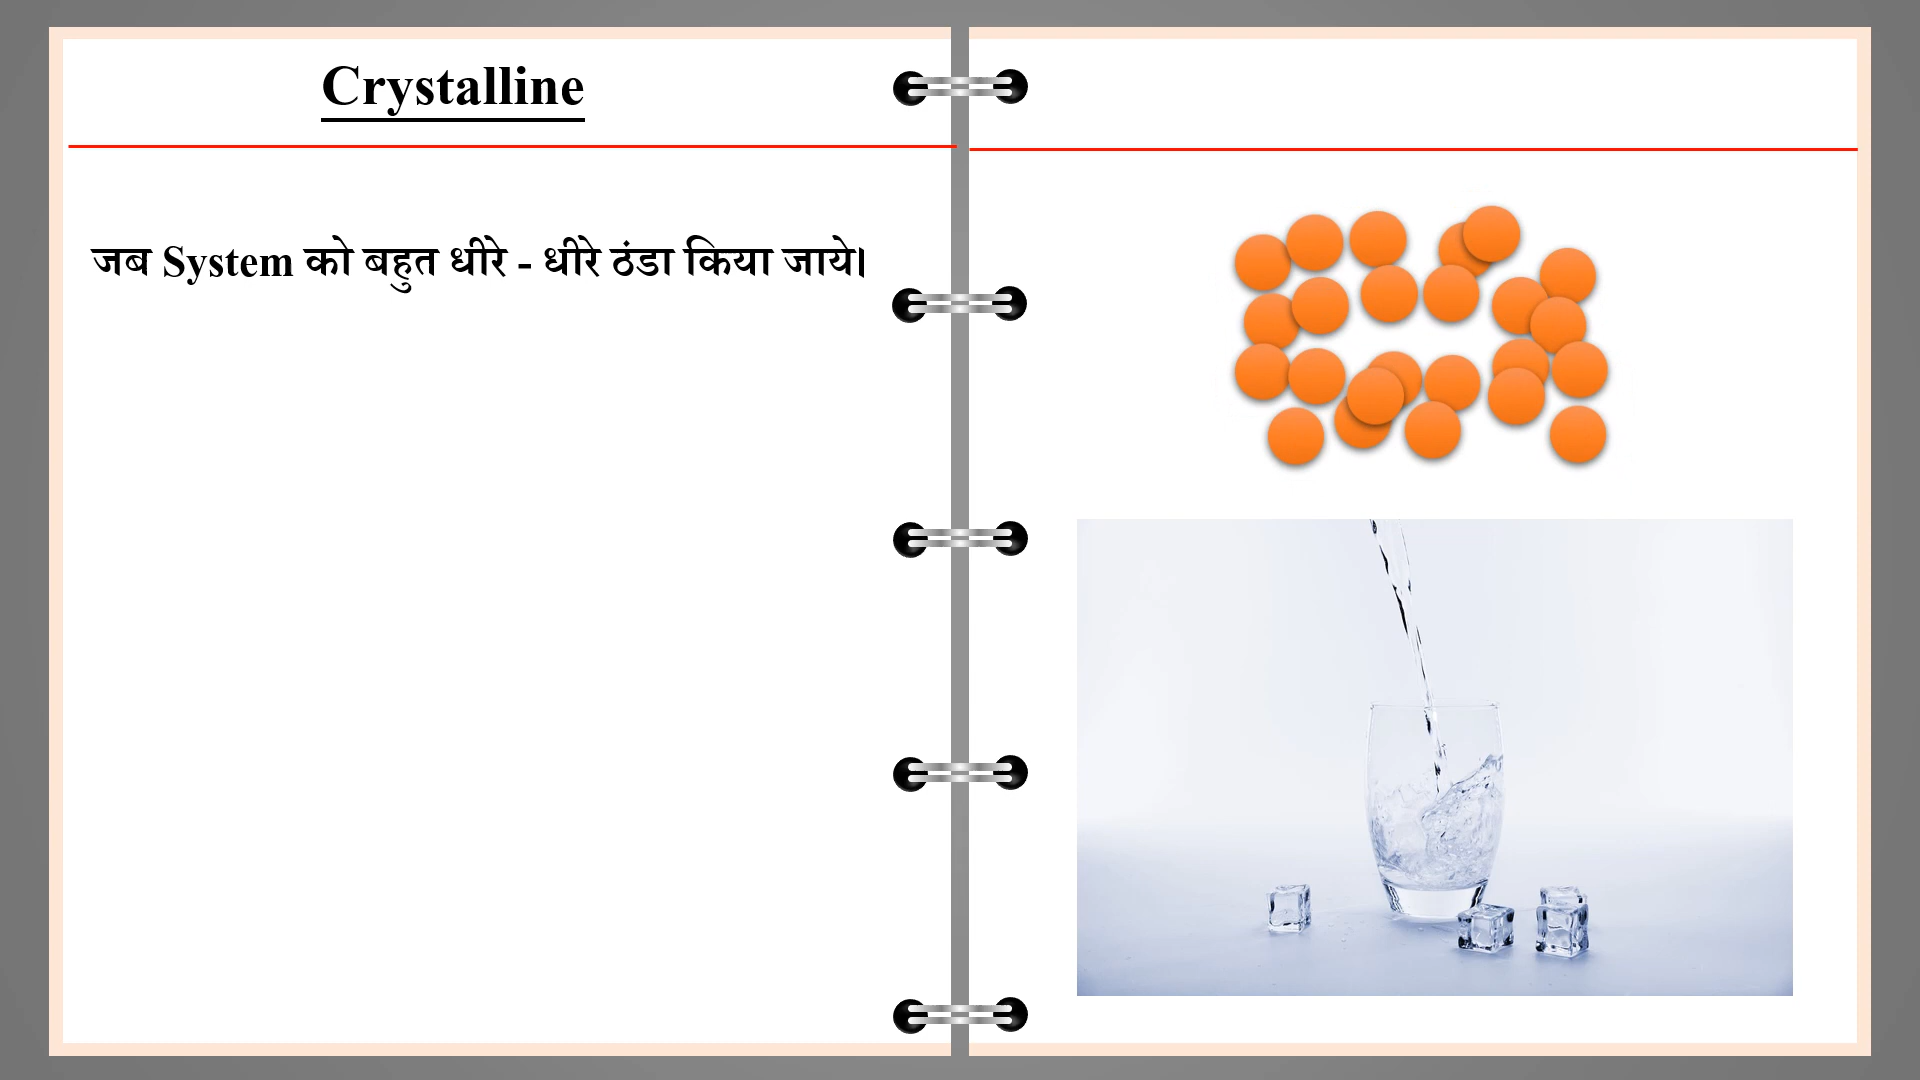 Crystalline
जब System को बहुत धीरे - धीरे ठंडा किया जाये।